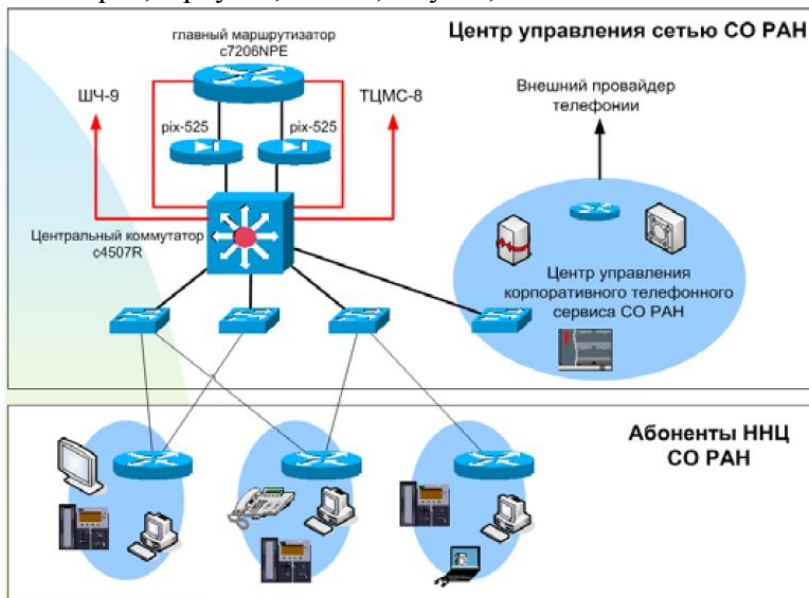 Центр управления сетью СО РАН
главный маршрутизатор
c7206NPE
ШЧ-9
ТЦМС-8
pix-525
pix-525
Внешний провайдер
телефонии
Центральный коммутатор
c4507R
Центр управления
корпоративного телефонного
сервиса СО РАН
Абоненты ННЦ
СО РАН